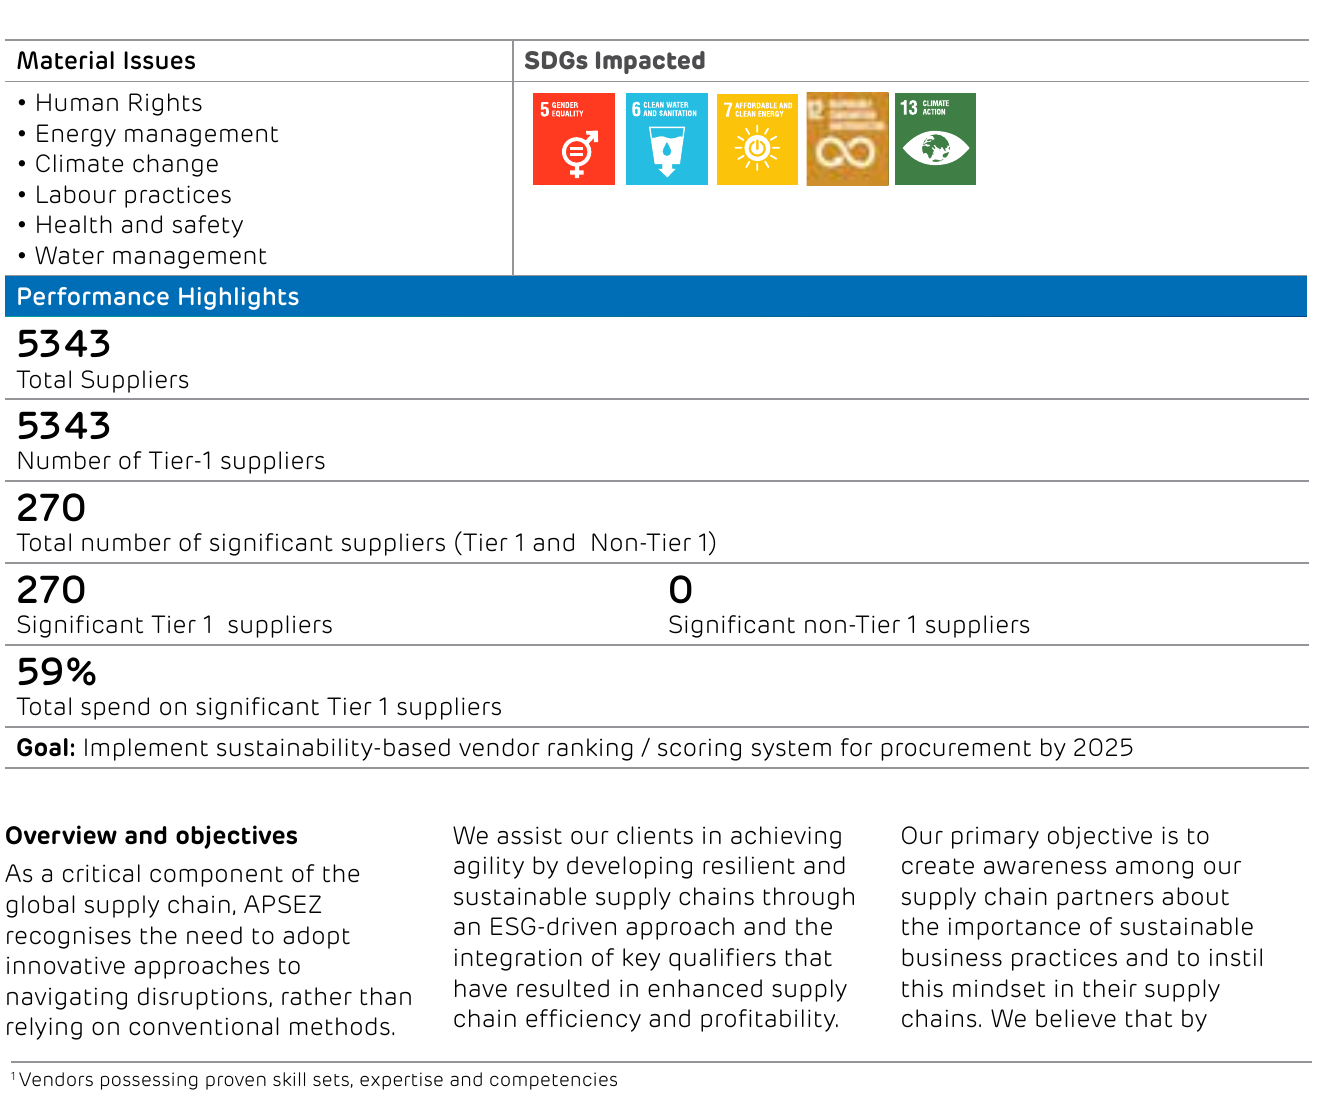 Material Issues
SDGs Impacted
• Human Rights
• Energy management
• Climate change
• Labour practices
• Health and safety
• Water management
5 GENDER
EQUALITY
6 CLEAN WATER
AND SANITATION
7 AFFORDABLE AND
CLEAN ENERGY
12
13 CLIMATE
ACTION
Performance Highlights
5343
Total Suppliers
5343
Number of Tier-1 suppliers
270
Total number of significant suppliers (Tier 1 and Non-Tier 1)
270
Significant Tier 1 suppliers
0
Significant non-Tier 1 suppliers
59%
Total spend on significant Tier 1 suppliers
Goal: Implement sustainability-based vendor ranking / scoring system for procurement by 2025
Overview and objectives
As a critical component of the
global supply chain, APSEZ
recognises the need to adopt
innovative approaches to
navigating disruptions, rather than
relying on conventional methods.
We assist our clients in achieving
agility by developing resilient and
sustainable supply chains through
an ESG-driven approach and the
integration of key qualifiers that
have resulted in enhanced supply
chain efficiency and profitability.
Our primary objective is to
create awareness among our
supply chain partners about
the importance of sustainable
business practices and to instil
this mindset in their supply
chains. We believe that by
¹ Vendors possessing proven skill sets, expertise and competencies